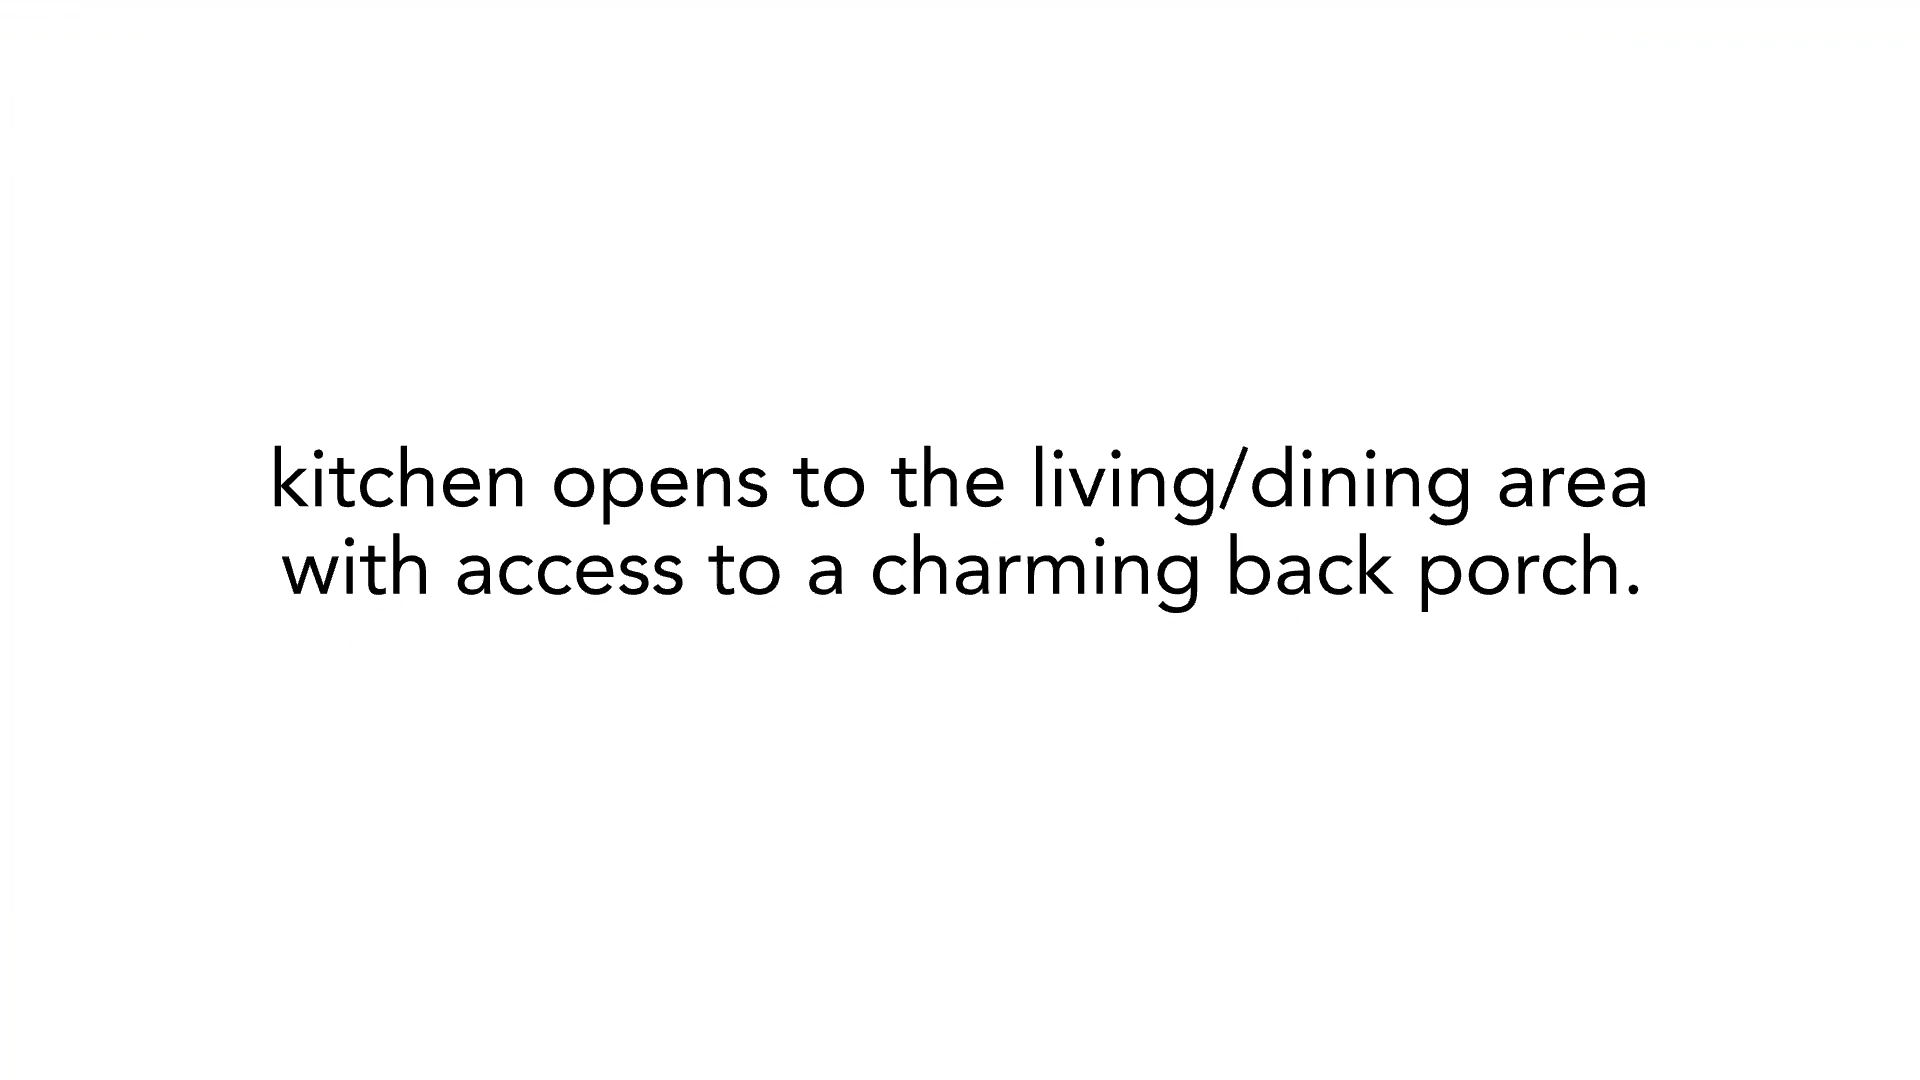 kitchen opens to the living/dining area
with access to a charming back porch.